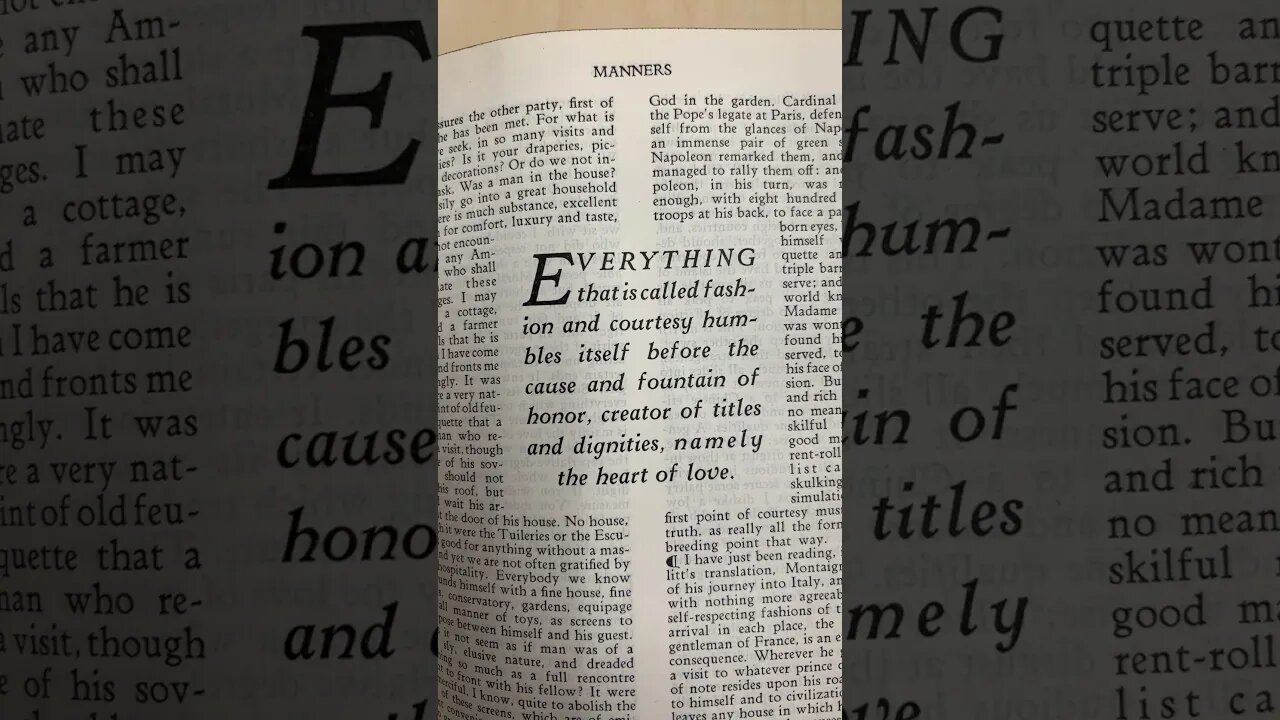 MANNERS
sures the other party, first of
he has been met. For what is
seek, in so many visits and
Is it your draperies, pic-
decorations? Or do we not in-
Was a man in the house?
go into a great household
is much substance, excellent
for comfort, luxury and taste,
not encoun-
any Am-
who shall
these
ges. I may
a cottage,
a farmer
ls that he is
I have come
nd fronts me
ngly. It was
re a very nat-
int of old feu-
quette that a
man who re-
a visit, though
e of his sov-
should not
his roof, but
wait his ar-
the door of his house. No house,
it were the Tuileries or the Escu-
good for anything without a mas-
yet we are not often gratified by
hospitality. Everybody we know
himself with a fine house, fine
conservatory, gardens, equipage
all manner of toys, as screens to
between himself and his guest.
it not seem as if man was of a
elusive nature, and dreaded
so much as a full rencontre
front with his fellow? It were
I know, quite to abolish the
of these screens, which are of
EVERYTHING
that is called fash-
ion and courtesy hum-
bles itself before the
cause and fountain of
honor, creator of titles
and dignities, namely
the heart of love.
God in the garden. Cardinal
the Pope's legate at Paris, defen
self from the glances of Nap
an immense pair of green s
Napoleon remarked them, and
managed to rally them off: an
poleon, in his turn, was
enough, with eight hundred
troops at his back, to face a pa
born eyes,
himself
quette an
triple barr
serve; and
world kn
Madame
was wont
found hi
served, to
his face of
sion. Bu
and rich
no mean
skilful
good ma
rent-roll
list ca
skulking
simulati
first point of courtesy mus
truth, as really all the form
breeding point that way.
¶ I have just been reading,
litt's translation, Montaign
of his journey into Italy, an
with nothing more agreeab
self-respecting fashions of t
arrival in each place, the
gentleman of France, is an e
consequence. Wherever he
a visit to whatever prince o
of note resides upon his roa
to himself and to civilizatio
leaves any house in which h